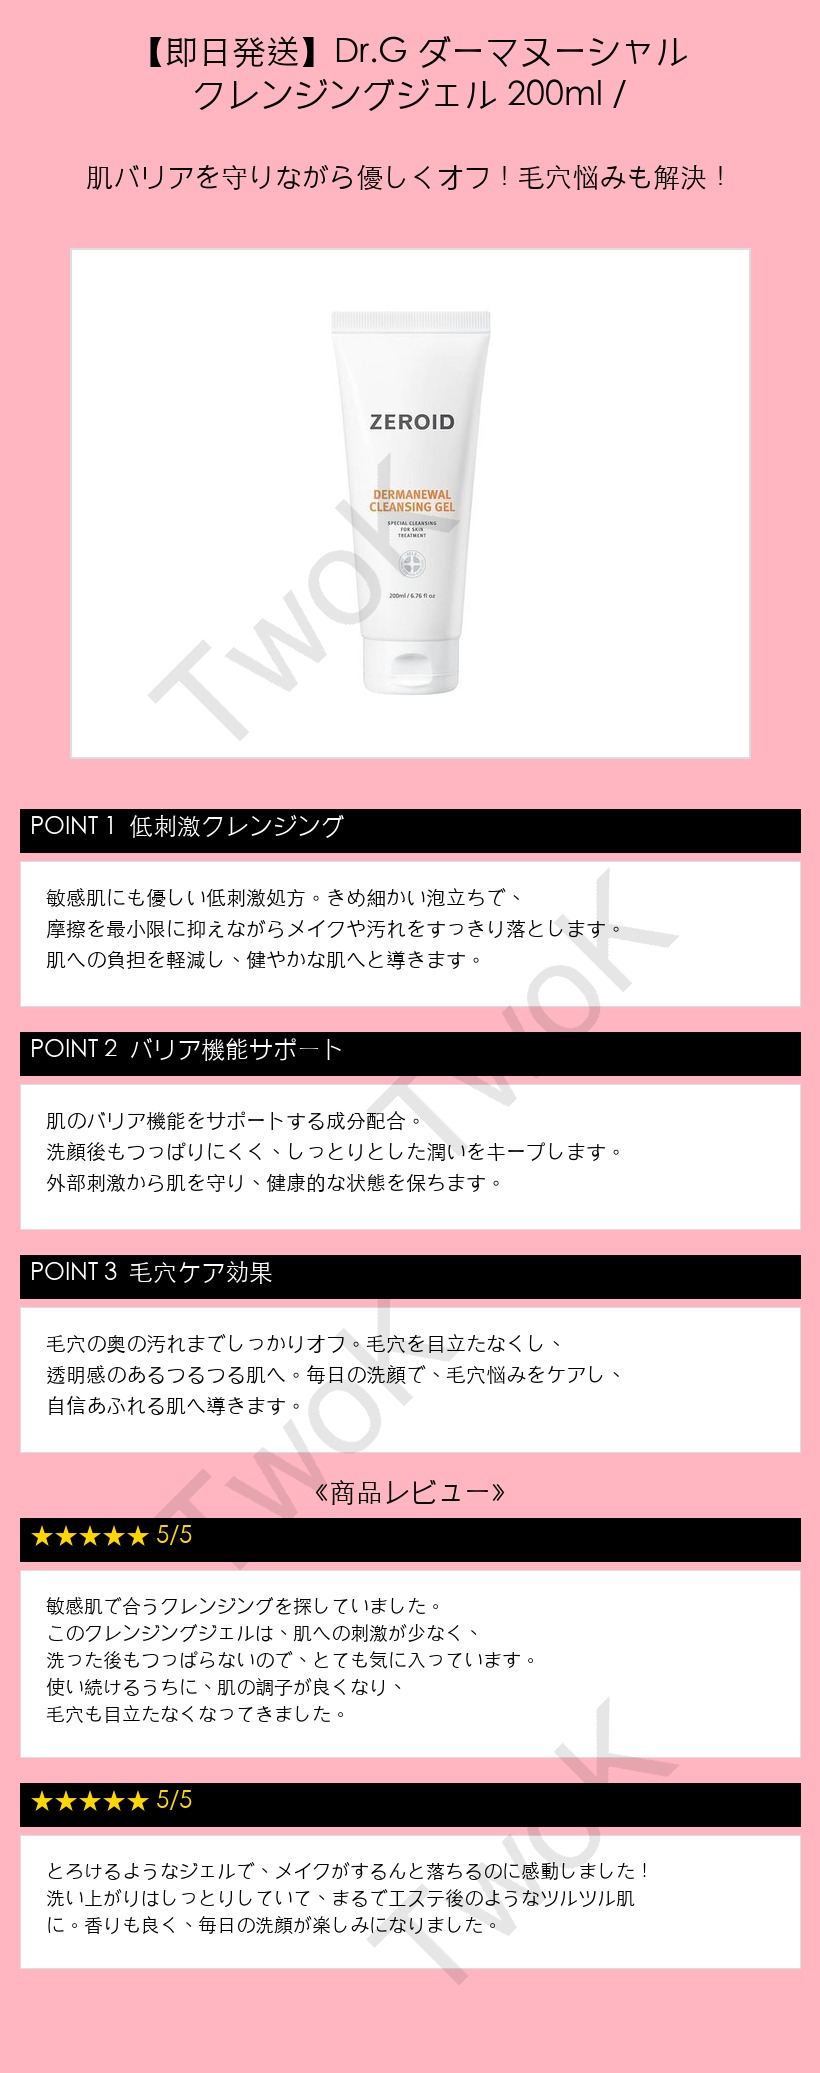 【即日発送】Dr.G ダーマヌーシャル
クレンジングジェル 200ml /
肌バリアを守りながら優しくオフ！毛穴悩みも解決！
ZEROID
DERMANEWAL
CLEANSING GEL
SPECIAL CLEANSING
FOR SKIN
TREATMENT
200ml / 6.76 fl oz
TwoK
POINT 1 低刺激クレンジング
敏感肌にも優しい低刺激処方。きめ細かい泡立ちで、
摩擦を最小限に抑えながらメイクや汚れをすっきり落とします。
肌への負担を軽減し、健やかな肌へと導きます。
TwoK
POINT 2 バリア機能サポート
肌のバリア機能をサポートする成分配合。
洗顔後もつっぱりにくく、しっとりとした潤いをキープします。
外部刺激から肌を守り、健康的な状態を保ちます。
POINT 3 毛穴ケア効果
毛穴の奥の汚れまでしっかりオフ。毛穴を目立たなくし、
透明感のあるつるつる肌へ。毎日の洗顔で、毛穴悩みをケアし、
自信あふれる肌へ導きます。
TwoK
《商品レビュー》
★★★★★ 5/5
敏感肌で合うクレンジングを探していました。
このクレンジングジェルは、肌への刺激が少なく、
洗った後もつっぱらないので、とても気に入っています。
使い続けるうちに、肌の調子が良くなり、
毛穴も目立たなくなってきました。
★★★★★ 5/5
とろけるようなジェルで、メイクがするんと落ちるのに感動しました！
洗い上がりはしっとりしていて、まるでエステ後のようなツルツル肌
に。香りも良く、毎日の洗顔が楽しみになりました。
TwoK